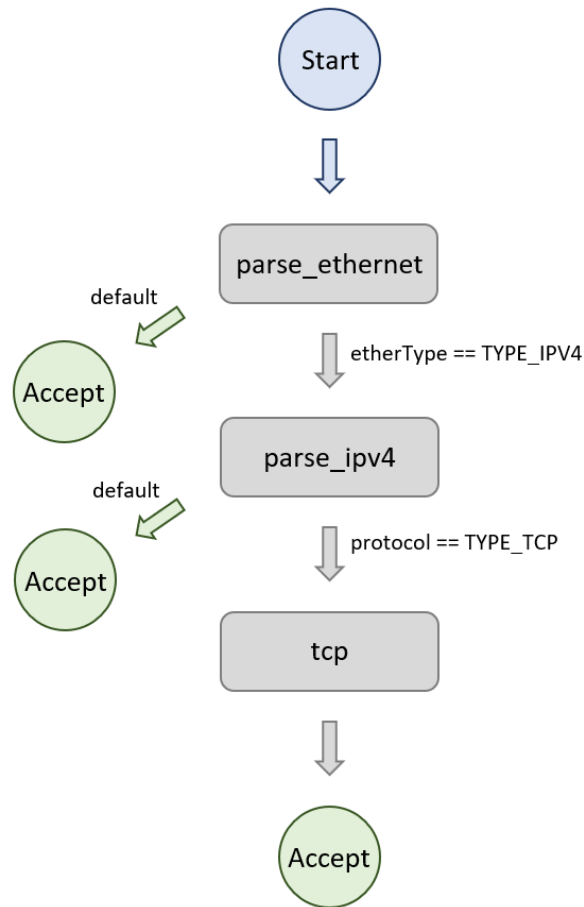 Start
parse_ethernet
default
etherType == TYPE_IPV4
Accept
parse_ipv4
default
protocol == TYPE_TCP
Accept
tcp
Accept